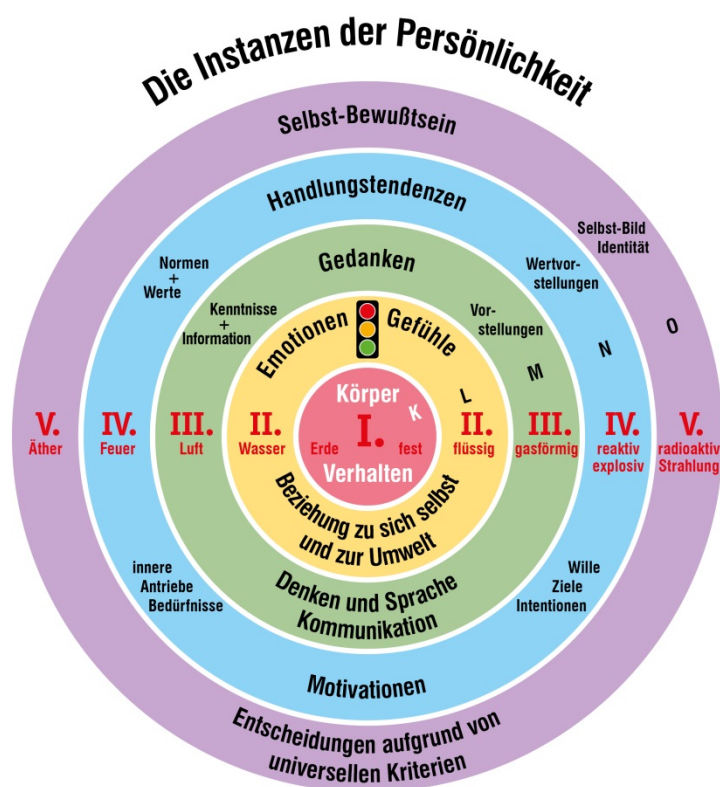 Die Instanzen der Persönlichkeit
Selbst-Bewußtsein
Handlungstendenzen
Selbst-Bild
Identität
Normen
+
Werte
Gedanken
Wertvor-
stellungen
Kenntnisse
+
Information
Vor-
stellungen
Emotionen
Gefühle
O
N
M
L
K
Körper
V.
Äther
IV.
Feuer
III.
Luft
II.
Wasser
I.
Erde
fest
II.
flüssig
III.
gasförmig
IV.
reaktiv
explosiv
V.
radioaktiv
Strahlung
Verhalten
Beziehung zu sich selbst
und zur Umwelt
innere
Antriebe
Bedürfnisse
Denken und Sprache
Kommunikation
Wille
Ziele
Intentionen
Motivationen
Entscheidungen aufgrund von
universellen Kriterien